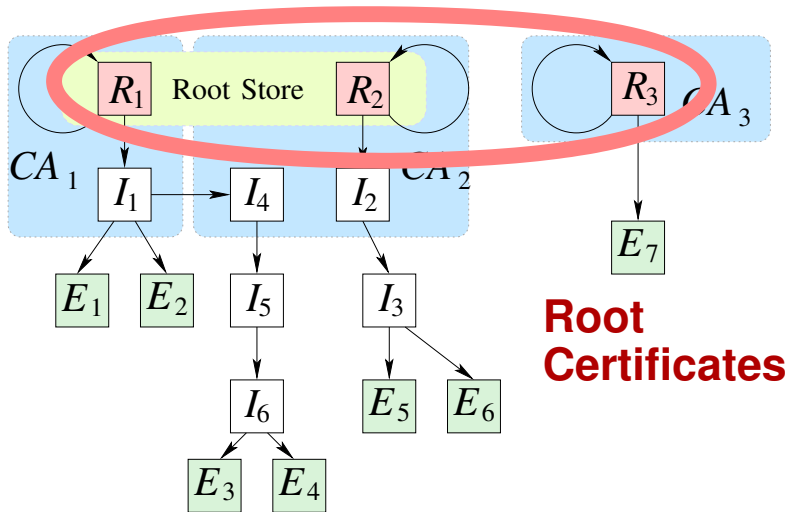 R1 Root Store R2 R3
CA 3
CA 1 CA 2
I1 I4 I2
E7
E1 E2 I5 I3
Root
Certificates
I6 E5 E6
E3 E4